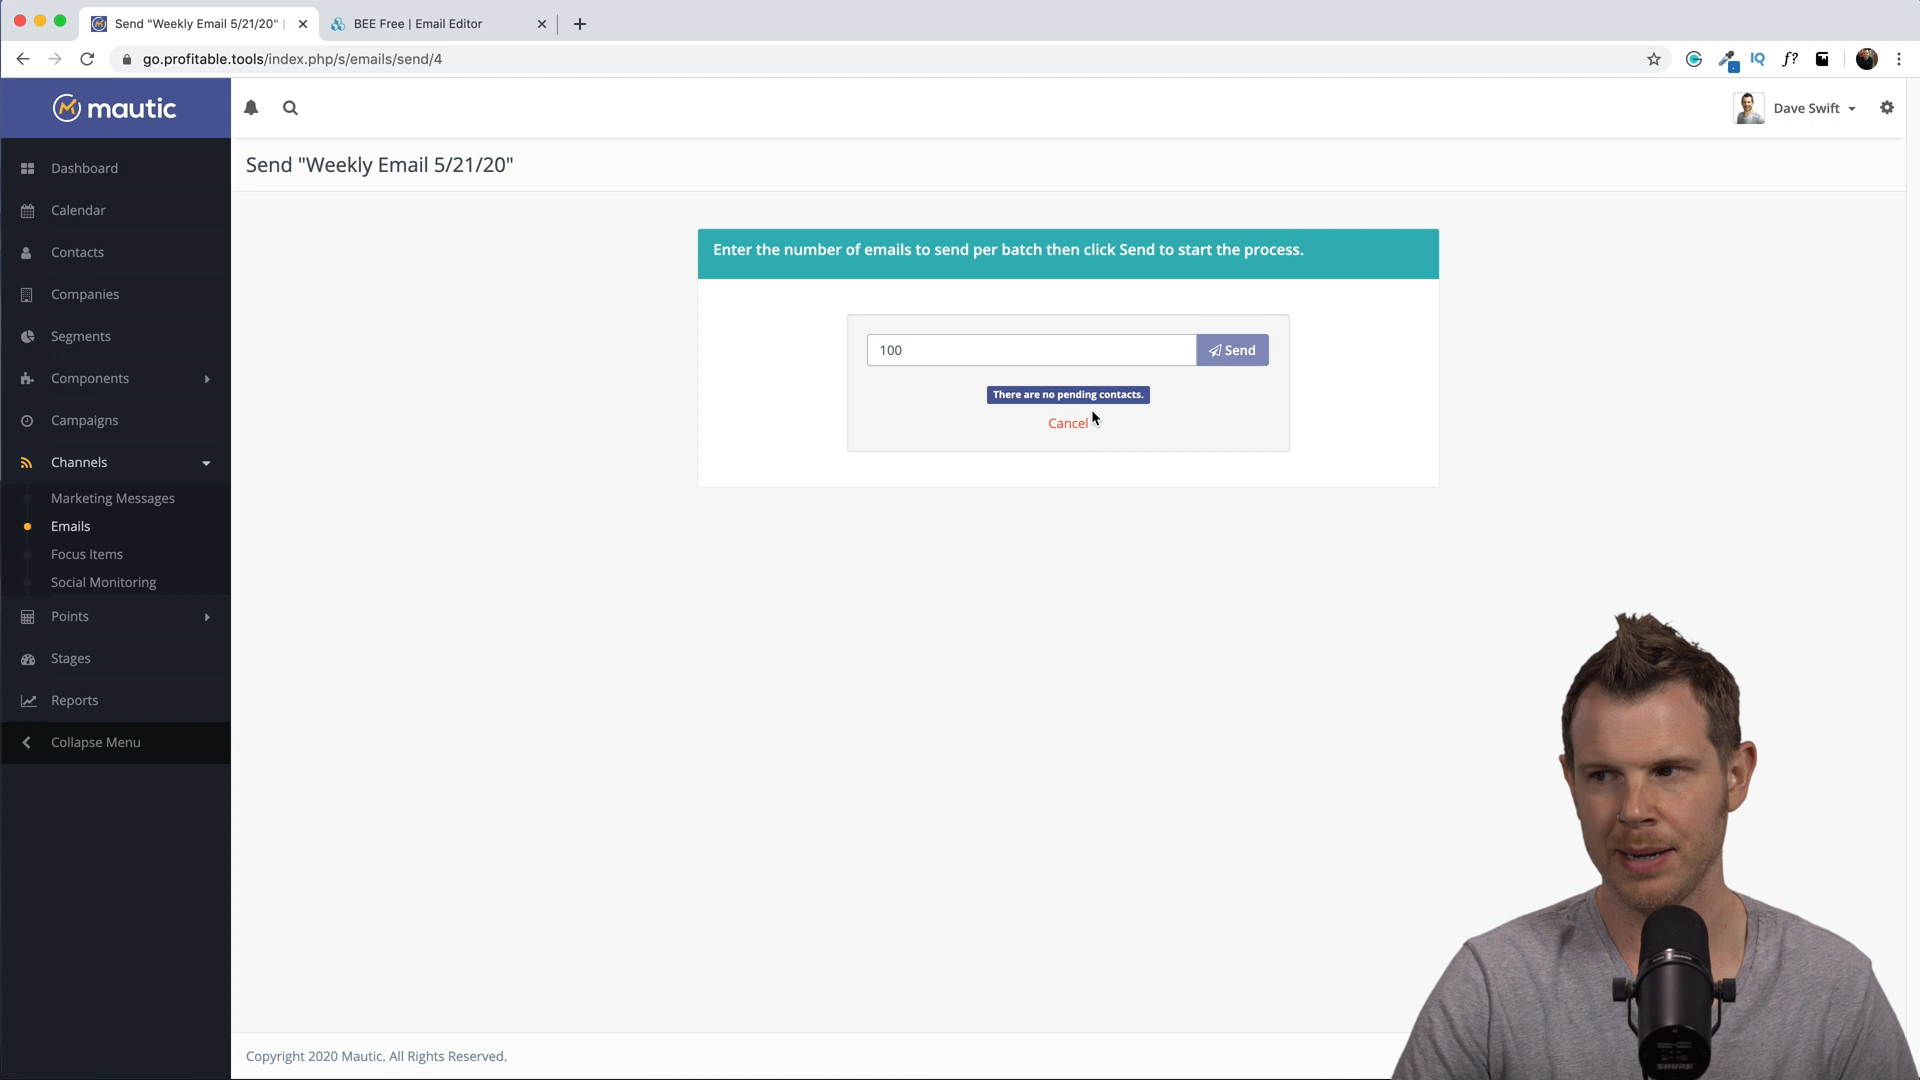 Send "Weekly Email 5/21/20" |
BEE Free | Email Editor
go.profitable.tools/index.php/s/emails/send/4
IQ
f?
mautic
Dave Swift
Dashboard
Calendar
Contacts
Companies
Segments
Components
Campaigns
Channels
Marketing Messages
Emails
Focus Items
Social Monitoring
Points
Stages
Reports
Collapse Menu
Send "Weekly Email 5/21/20"
Enter the number of emails to send per batch then click Send to start the process.
100
Send
There are no pending contacts.
Cancel
Copyright 2020 Mautic. All Rights Reserved.
SHURE